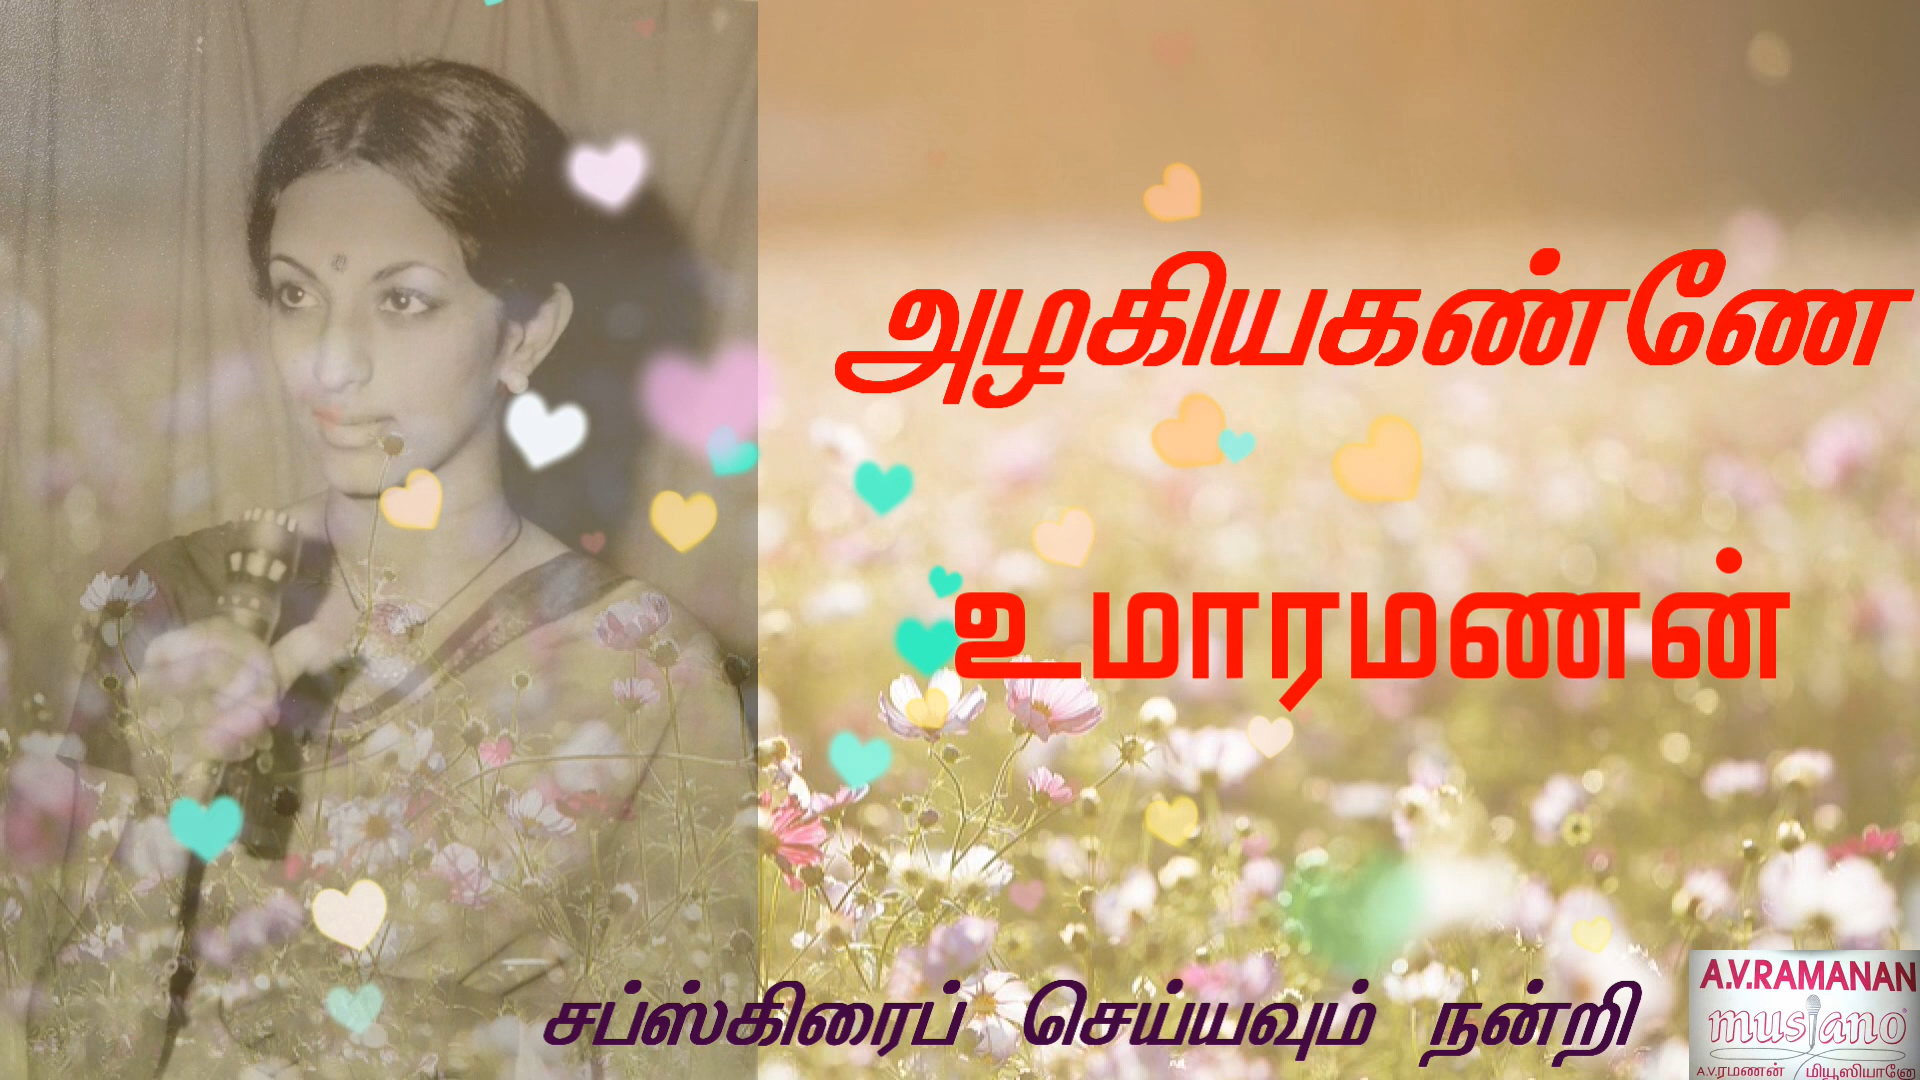 அழகியகண்ணே
உமாரமணன்
சப்ஸ்கிரைப் செய்யவும் நன்றி
A.V.RAMANAN
musiano
A.V.ரமணன் மியூஸியானோ